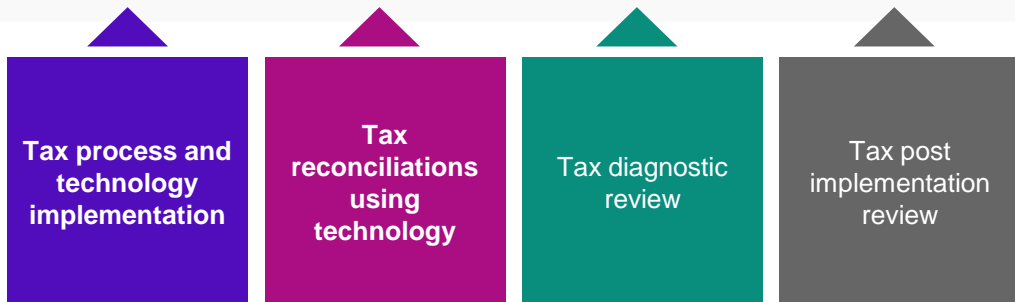 Tax process and
technology
implementation
Tax
reconciliations
using
technology
Tax diagnostic
review
Tax post
implementation
review